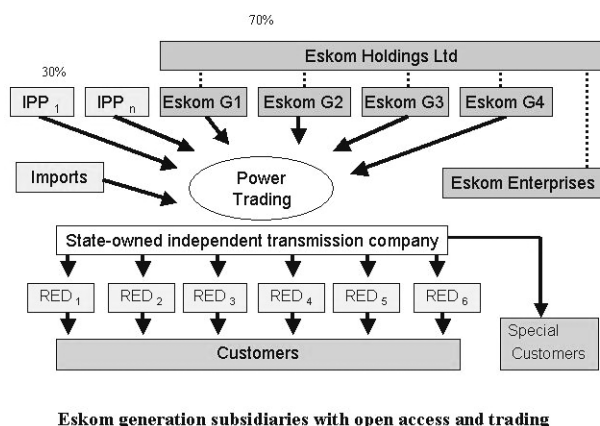 70%
Eskom Holdings Ltd
30%
IPP 1
IPP n
Eskom G1
Eskom G2
Eskom G3
Eskom G4
Imports
Power
Trading
Eskom Enterprises
State-owned independent transmission company
RED 1
RED 2
RED 3
RED 4
RED 5
RED 6
Special
Customers
Customers
Eskom generation subsidiaries with open access and trading